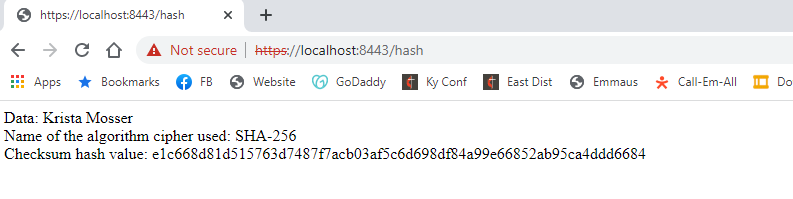 https://localhost:8443/hash
Not secure | https://localhost:8443/hash
Apps Bookmarks FB Website GoDaddy Ky Conf East Dist Emmaus Call-Em-All Do
Data: Krista Mosser
Name of the algorithm cipher used: SHA-256
Checksum hash value: e1c668d81d515763d7487f7acb03af5c6d698df84a99e66852ab95ca4ddd6684